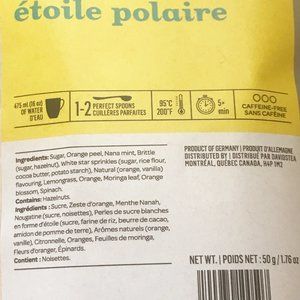 étoile polaire
475 ml (16 oz)
OF WATER
D'EAU
1-2 PERFECT SPOONS
CUILLÈRES PARFAITES
95°C
200°F
5+
min
CAFFEINE-FREE
SANS CAFÉINE
Ingredients: Sugar, Orange peel, Nana mint, Brittle
(sugar, hazelnut), White star sprinkles (sugar, rice flour,
cocoa butter, potato starch), Natural (orange, vanilla)
flavouring, Lemongrass, Orange, Moringa leaf, Orange
blossom, Spinach.
Contains: Hazelnuts.
Ingrédients : Sucre, Zeste d'orange, Menthe Nanah,
Nougatine (sucre, noisettes), Perles de sucre blanches
en forme d'étoile (sucre, farine de riz, beurre de cacao,
amidon de pomme de terre), Arômes naturels (orange,
vanille), Citronnelle, Oranges, Feuilles de moringa,
Fleurs d'oranger, Épinards.
Contient : Noisettes.
PRODUCT OF GERMANY | PRODUIT D'ALLEMAGNE
DISTRIBUTED BY | DISTRIBUÉ PAR DAVIDSTEA
MONTRÉAL, QUÉBEC CANADA, H4P 1M2
NET WT. | POIDS NET : 50 g / 1.76 oz